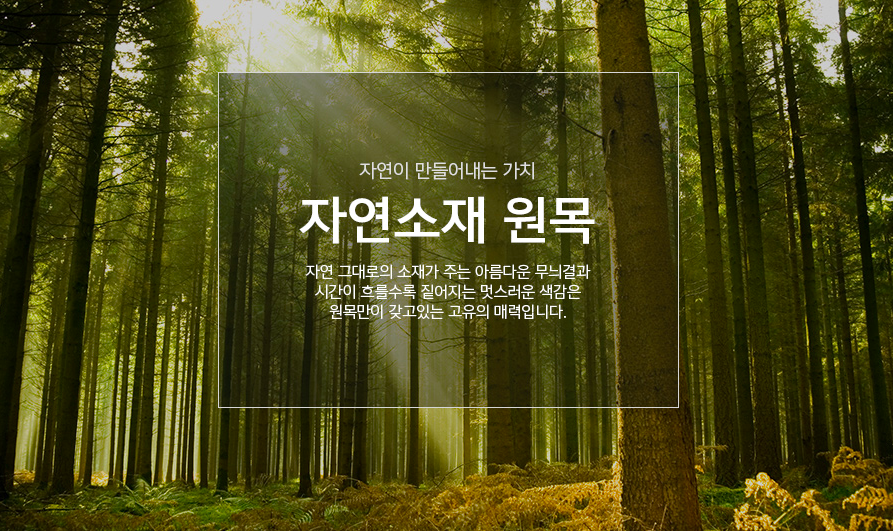 자연이 만들어내는 가치
자연소재 원목
자연 그대로의 소재가 주는 아름다운 무늬결과
시간이 흐를수록 짙어지는 멋스러운 색감은
원목만이 갖고있는 고유의 매력입니다.